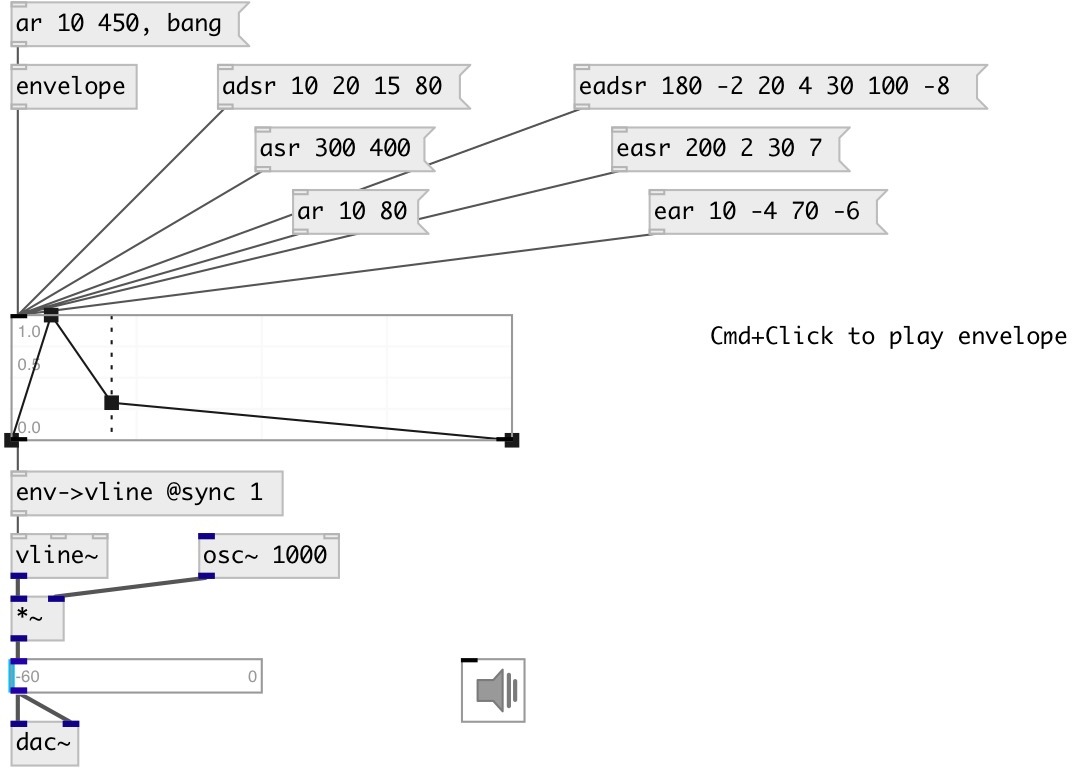 ar 10 450, bang
envelope
adsr 10 20 15 80
eadsr 180 -2 20 4 30 100 -8
asr 300 400
easr 200 2 30 7
ar 10 80
ear 10 -4 70 -6
1.0
Cmd+Click to play envelope
0.5
0.0
env->vline @sync 1
vline~
osc~ 1000
*~
-60
0
dac~